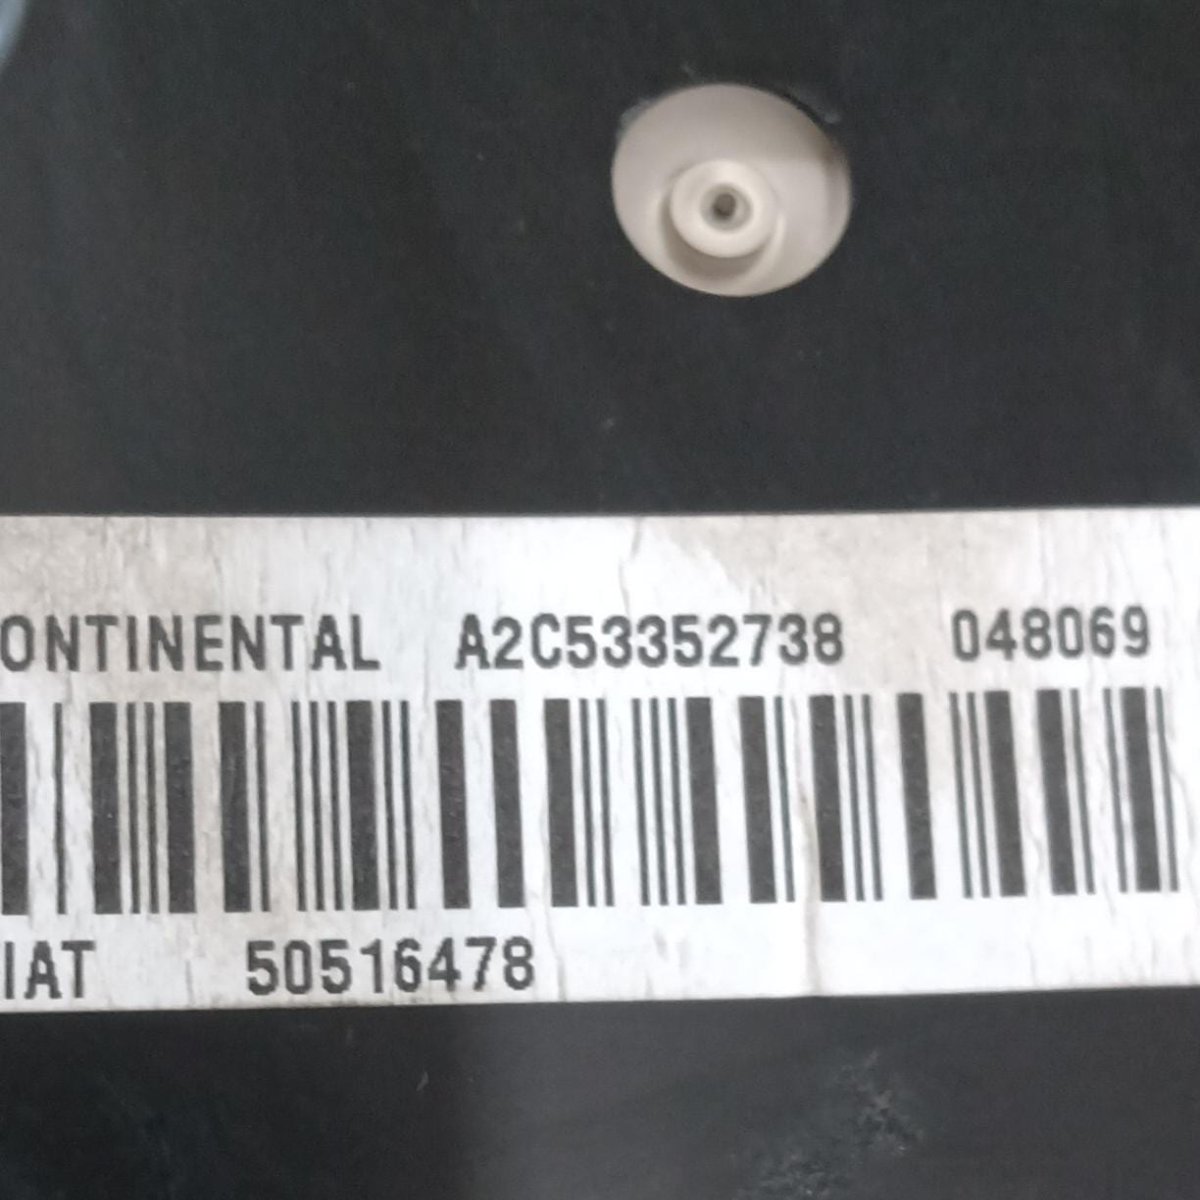 ONTINENTAL A2C53352738 048069
IAT 50516478